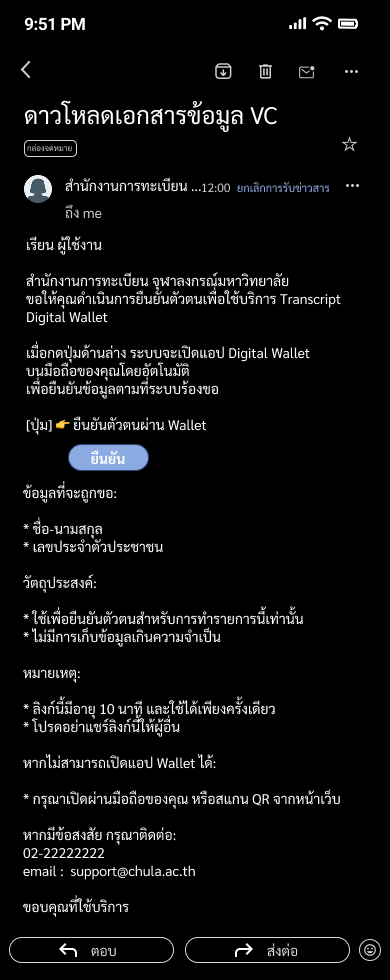 9:51 PM
ดาวโหลดเอกสารข้อมูล VC
กล่องจดหมาย
สำนักงานการทะเบียน ...12:00 ยกเลิกการรับข่าวสาร
ถึง me
เรียน ผู้ใช้งาน
สำนักงานการทะเบียน จุฬาลงกรณ์มหาวิทยาลัย
ขอให้คุณดำเนินการยืนยันตัวตนเพื่อใช้บริการ Transcript
Digital Wallet
เมื่อกดปุ่มด้านล่าง ระบบจะเปิดแอป Digital Wallet
บนมือถือของคุณโดยอัตโนมัติ
เพื่อยืนยันข้อมูลตามที่ระบบร้องขอ
[ปุ่ม] 👉 ยืนยันตัวตนผ่าน Wallet
ยืนยัน
ข้อมูลที่จะถูกขอ:
* ชื่อ-นามสกุล
* เลขประจำตัวประชาชน
วัตถุประสงค์:
* ใช้เพื่อยืนยันตัวตนสำหรับการทำรายการนี้เท่านั้น
* ไม่มีการเก็บข้อมูลเกินความจำเป็น
หมายเหตุ:
* ลิงก์นี้มีอายุ 10 นาที และใช้ได้เพียงครั้งเดียว
* โปรดอย่าแชร์ลิงก์นี้ให้ผู้อื่น
หากไม่สามารถเปิดแอป Wallet ได้:
* กรุณาเปิดผ่านมือถือของคุณ หรือสแกน QR จากหน้าเว็บ
หากมีข้อสงสัย กรุณาติดต่อ:
02-22222222
email : support@chula.ac.th
ขอบคุณที่ใช้บริการ
ตอบ
ส่งต่อ